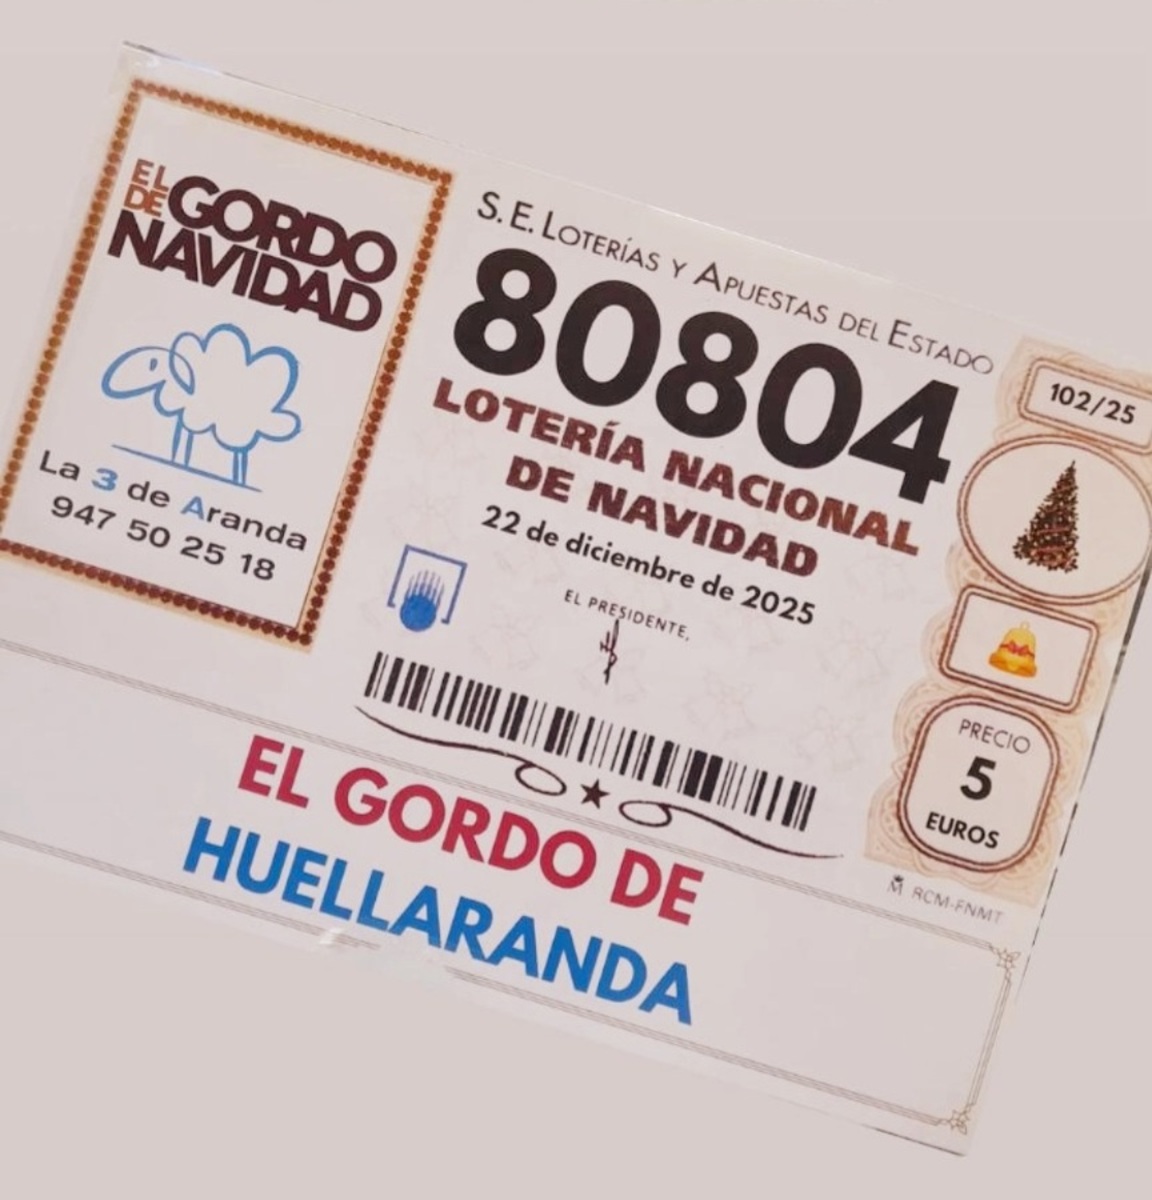 EL
DE
GORDO
NAVIDAD
La 3 de Aranda
947 50 25 18
S.E. LOTERÍAS Y APUESTAS DEL ESTADO
80804
LOTERÍA NACIONAL
DE NAVIDAD
22 de diciembre de 2025
EL PRESIDENTE,
102/25
PRECIO
5
EUROS
RCM-FNMT
EL GORDO DE
HUELLARANDA